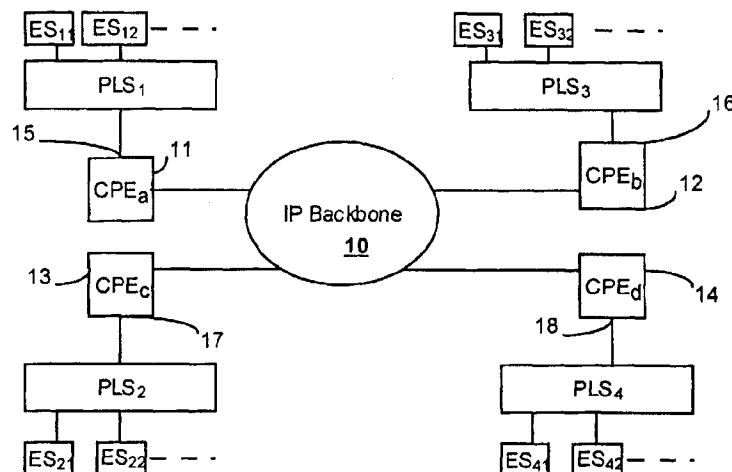 ES11 ES12
PLS1
15
11
CPEa
ES31 ES32
PLS3
16
CPEb
12
IP Backbone
10
13
CPEc
17
PLS2
ES21 ES22
CPEd
14
18
PLS4
ES41 ES42